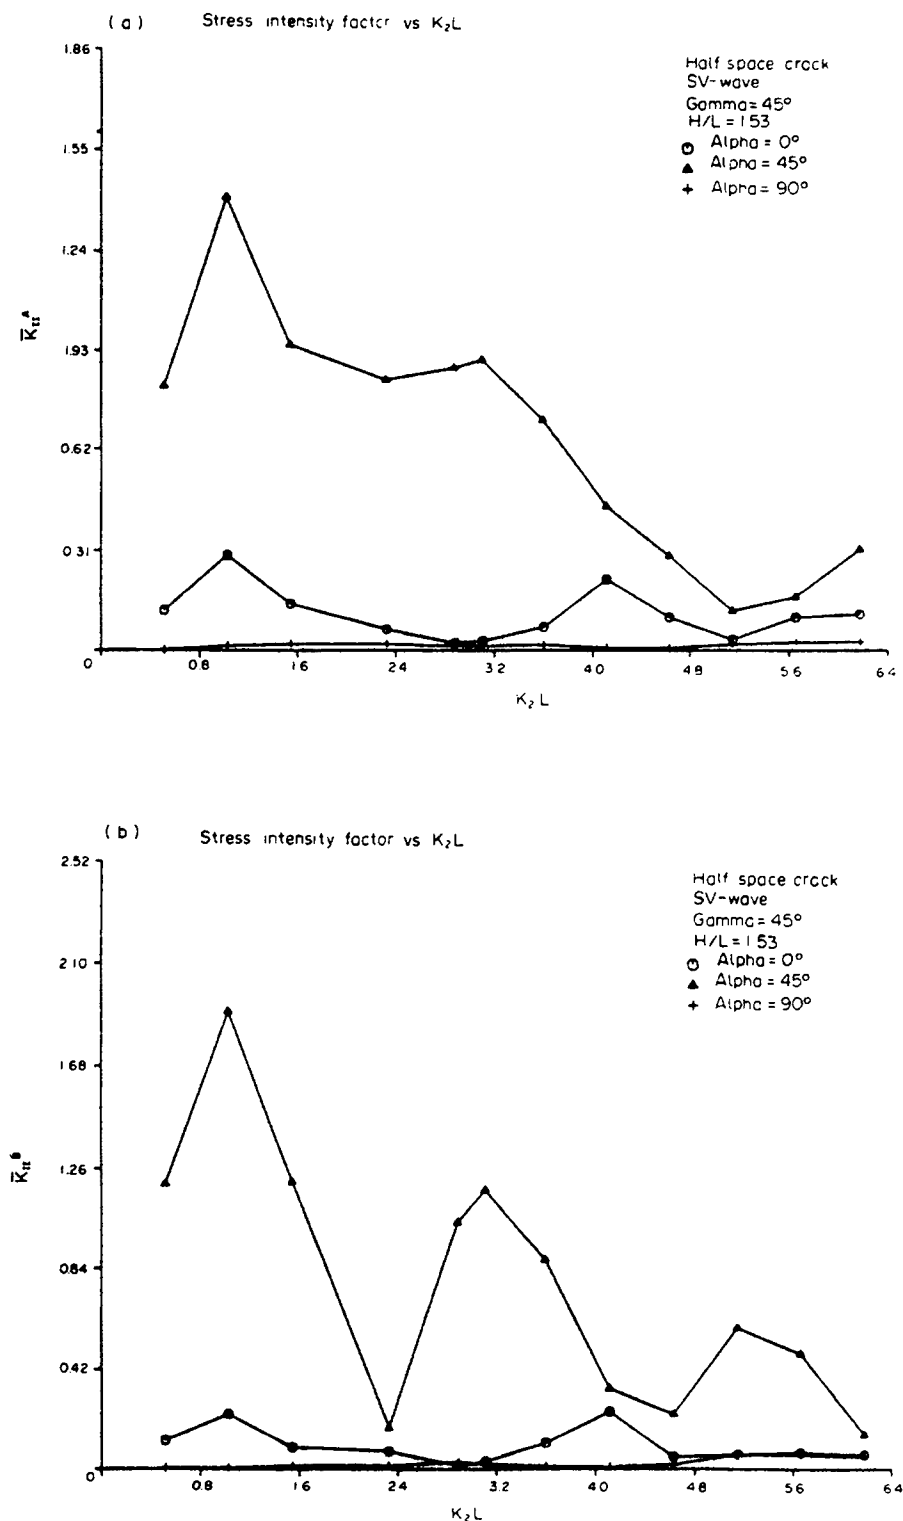 (a) Stress intensity factor vs K₂L
1.86
Half space crack
SV-wave
Gamma=45°
H/L=1 53
Alpha=0°
Alpha=45°
Alpha=90°
1.55
1.24
1.93
0.62
0.31
K̅ᴵᴵᴬ
0 0.8 1.6 2.4 3.2 4.0 4.8 5.6 6.4
K₂L
(b) Stress intensity factor vs K₂L
2.52
Half space crack
SV-wave
Gamma=45°
H/L=1 53
Alpha=0°
Alpha=45°
Alpha=90°
2.10
1.68
1.26
0.84
0.42
K̅ᴵᴵᴮ
0 0.8 1.6 2.4 3.2 4.0 4.8 5.6 6.4
K₂L